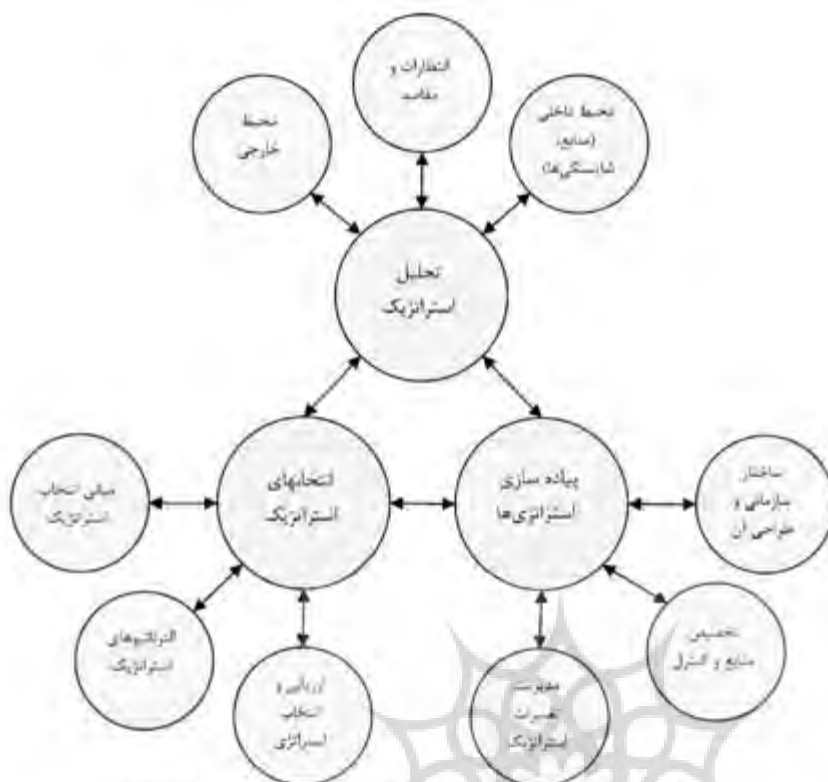 انتظارات و
مقاصد
محیط
خارجی
محیط داخلی
(منابع،
شایستگی‌ها)
تحلیل
استراتژیک
انتخابهای
استراتژیک
پیاده سازی
استراتژی‌ها
مبانی انتخاب
استراتژیک
ساختار
سازمانی و
طراحی آن
الترناتیوهای
استراتژیک
تخصیص
منابع و کنترل
ارزیابی و
انتخاب
استراتژی
مدیریت
تغییرات
استراتژیک